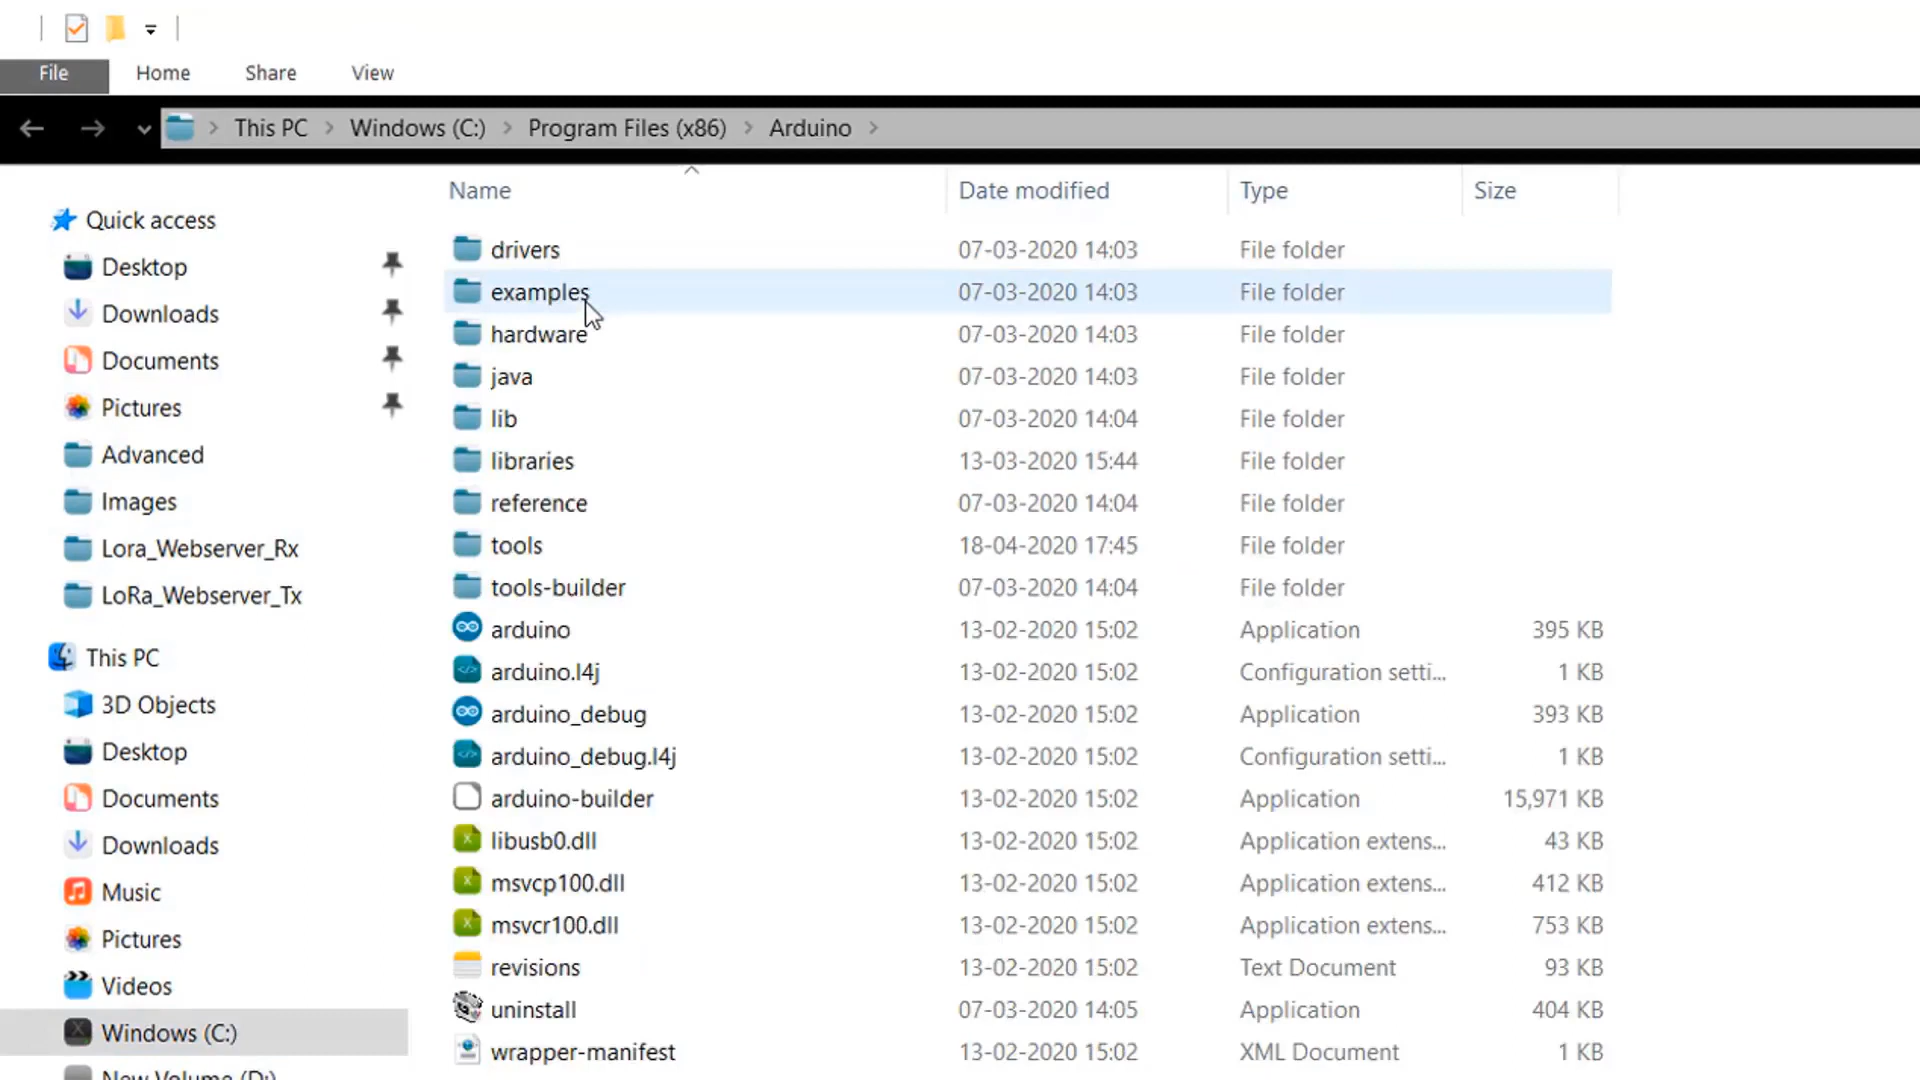 File Home Share View
This PC Windows (C:) Program Files (x86) Arduino
Name Date modified Type Size
Quick access
Desktop
Downloads
Documents
Pictures
Advanced
Images
Lora_Webserver_Rx
LoRa_Webserver_Tx
This PC
3D Objects
Desktop
Documents
Downloads
Music
Pictures
Videos
Windows (C:)
New Volume (D:)
drivers 07-03-2020 14:03 File folder
examples 07-03-2020 14:03 File folder
hardware 07-03-2020 14:03 File folder
java 07-03-2020 14:03 File folder
lib 07-03-2020 14:04 File folder
libraries 13-03-2020 15:44 File folder
reference 07-03-2020 14:04 File folder
tools 18-04-2020 17:45 File folder
tools-builder 07-03-2020 14:04 File folder
arduino 13-02-2020 15:02 Application 395 KB
arduino.l4j 13-02-2020 15:02 Configuration setti... 1 KB
arduino_debug 13-02-2020 15:02 Application 393 KB
arduino_debug.l4j 13-02-2020 15:02 Configuration setti... 1 KB
arduino-builder 13-02-2020 15:02 Application 15,971 KB
libusb0.dll 13-02-2020 15:02 Application extens... 43 KB
msvcp100.dll 13-02-2020 15:02 Application extens... 412 KB
msvcr100.dll 13-02-2020 15:02 Application extens... 753 KB
revisions 13-02-2020 15:02 Text Document 93 KB
uninstall 07-03-2020 14:05 Application 404 KB
wrapper-manifest 13-02-2020 15:02 XML Document 1 KB